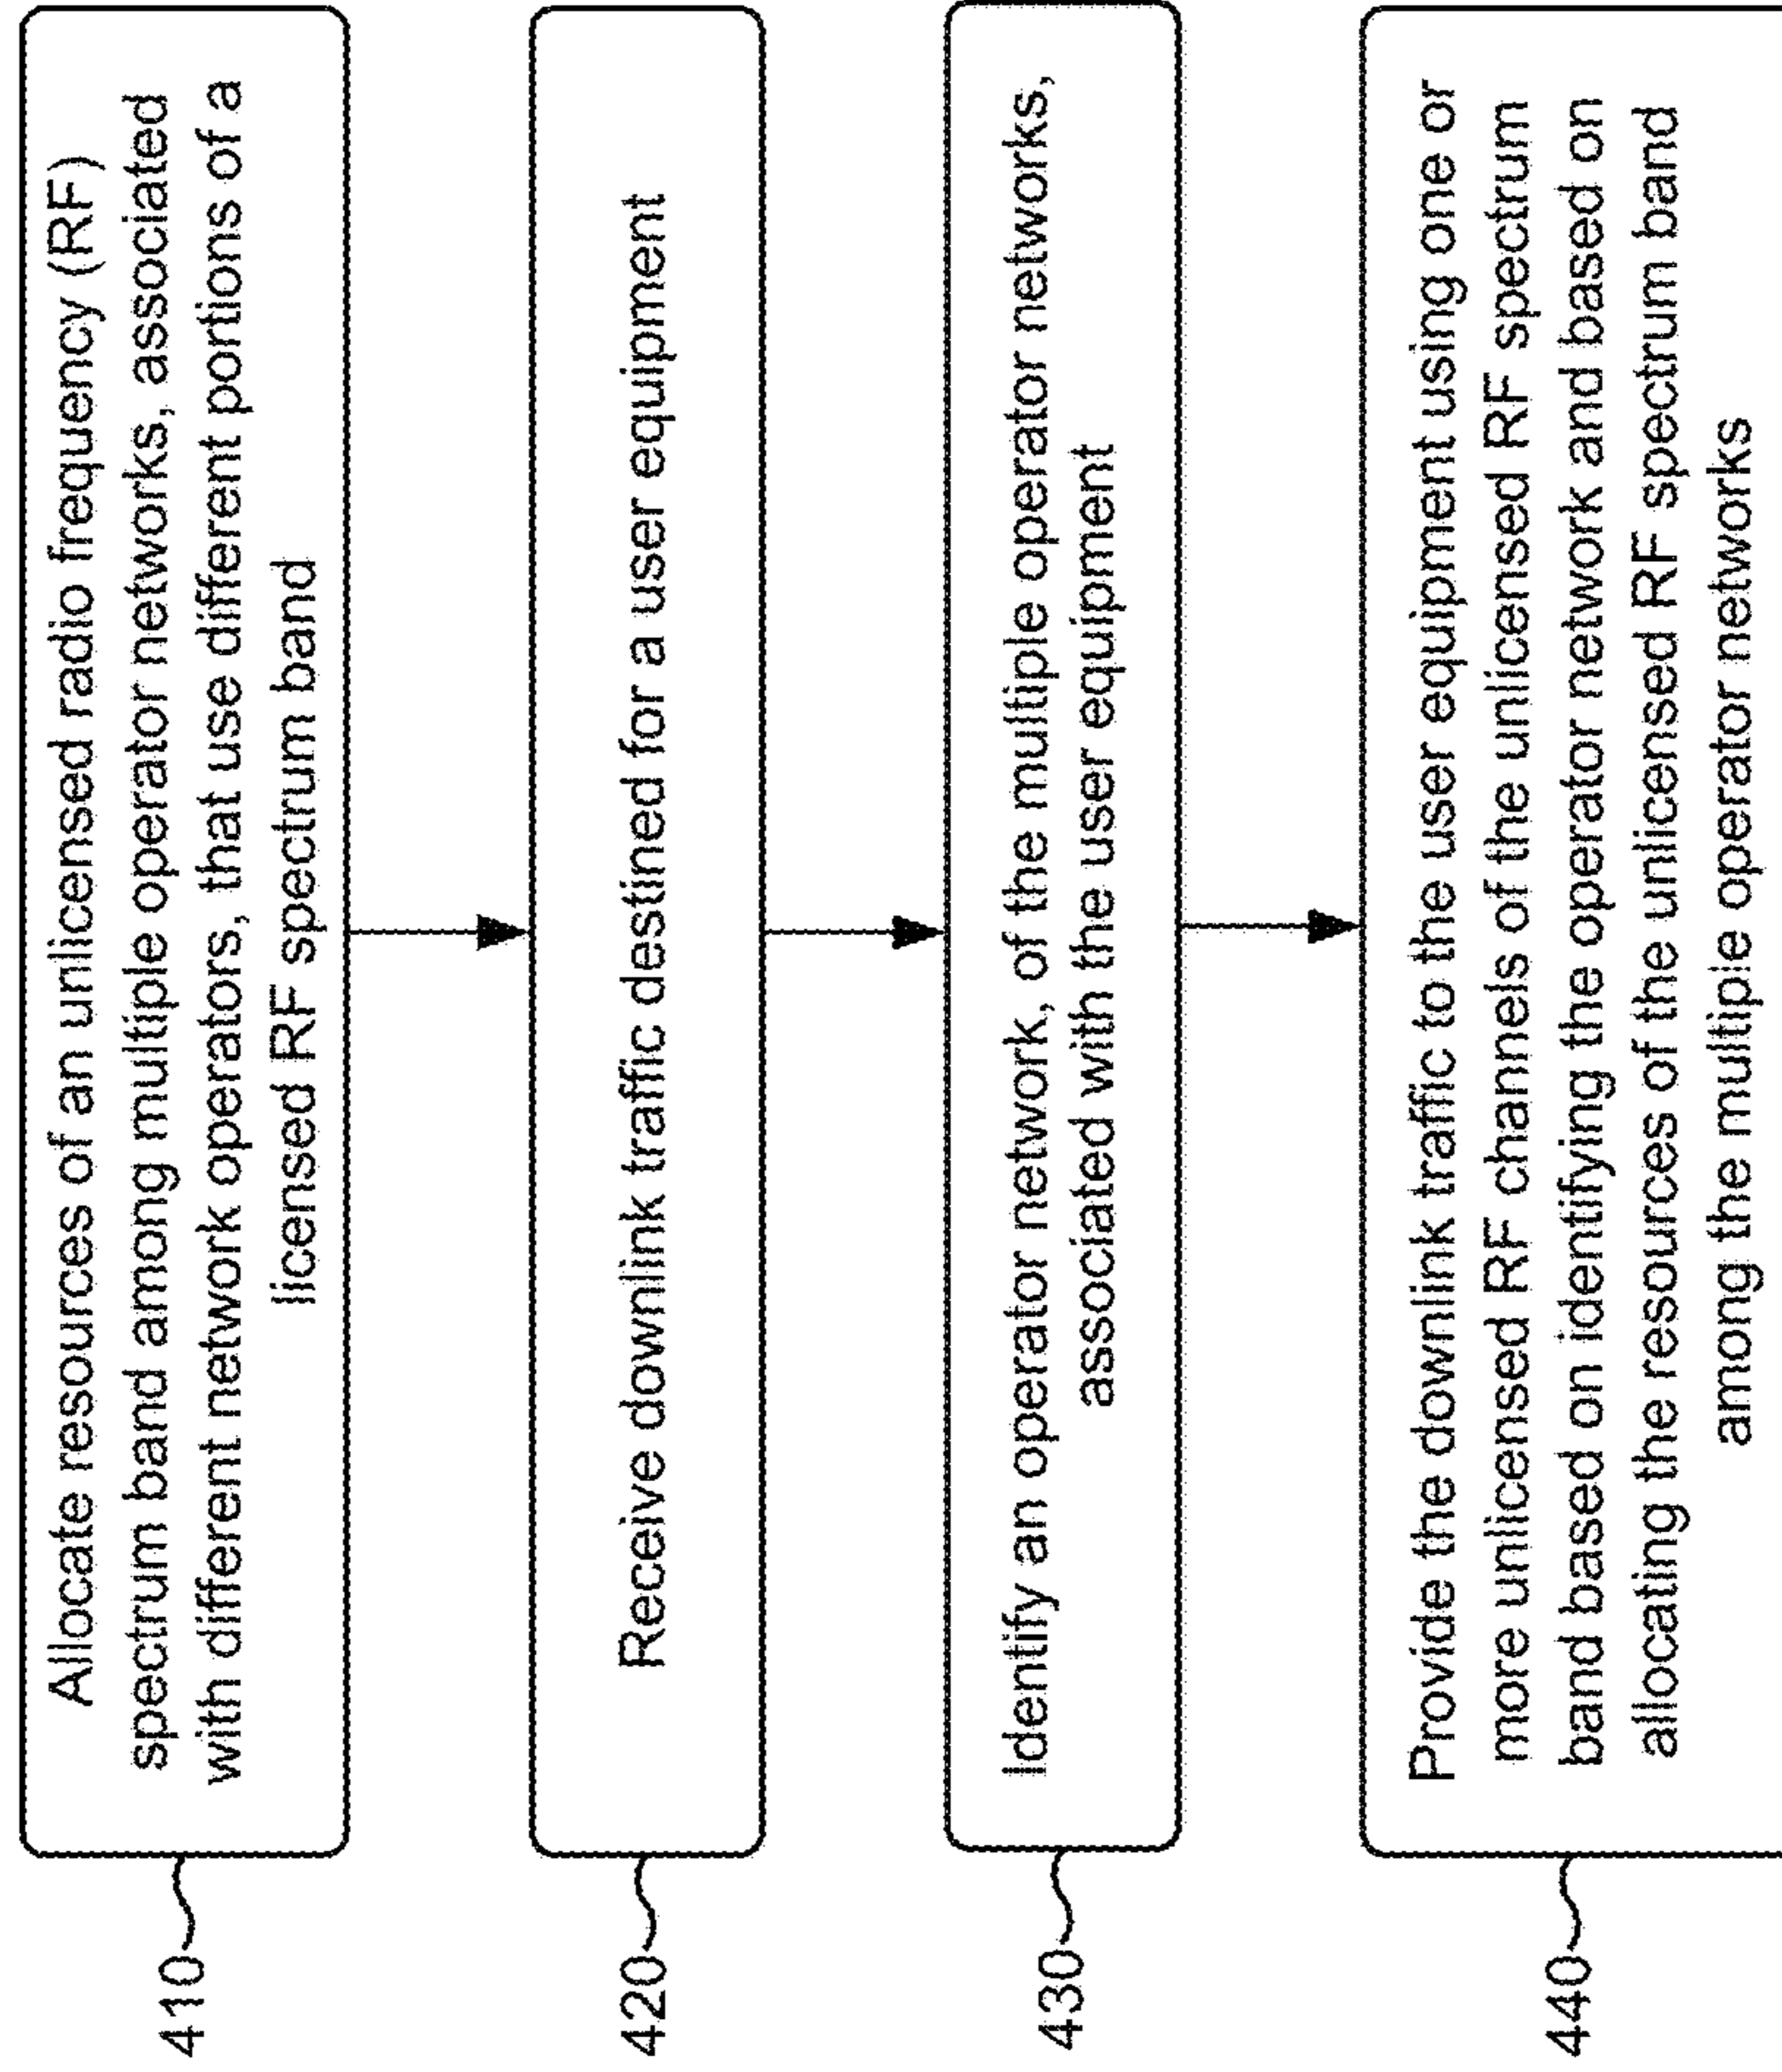 410
Allocate resources of an unlicensed radio frequency (RF)
spectrum band among multiple operator networks, associated
with different network operators, that use different portions of a
licensed RF spectrum band
420
Receive downlink traffic destined for a user equipment
430
Identify an operator network, of the multiple operator networks,
associated with the user equipment
440
Provide the downlink traffic to the user equipment using one or
more unlicensed RF channels of the unlicensed RF spectrum
band based on identifying the operator network and based on
allocating the resources of the unlicensed RF spectrum band
among the multiple operator networks